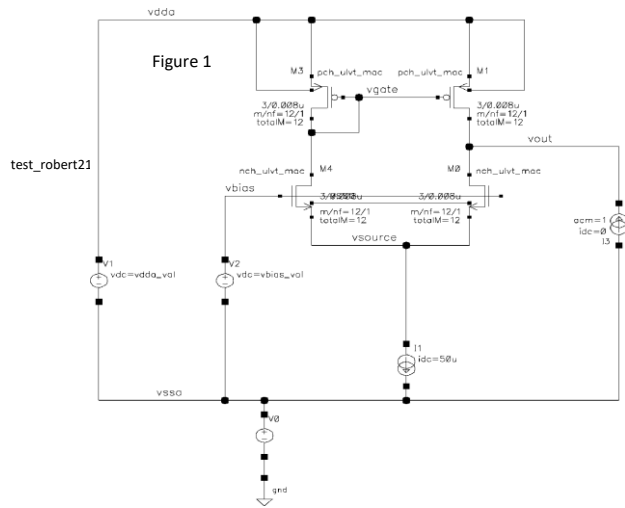 vdda
Figure 1
M3 pch_ulvt_mac
pch_ulvt_mac M1
vgate
3/0.008u
m/nf=12/1
totalM=12
3/0.008u
m/nf=12/1
totalM=12
vout
test_robert21
nch_ulvt_mac M4
M0 nch_ulvt_mac
vbias
3/0.008u
m/nf=12/1
totalM=12
3/0.008u
m/nf=12/1
totalM=12
acm=1
idc=0
I3
vsource
V1
vdc=vdda_val
V2
vdc=vbias_val
I1
idc=50u
vssa
V0
gnd